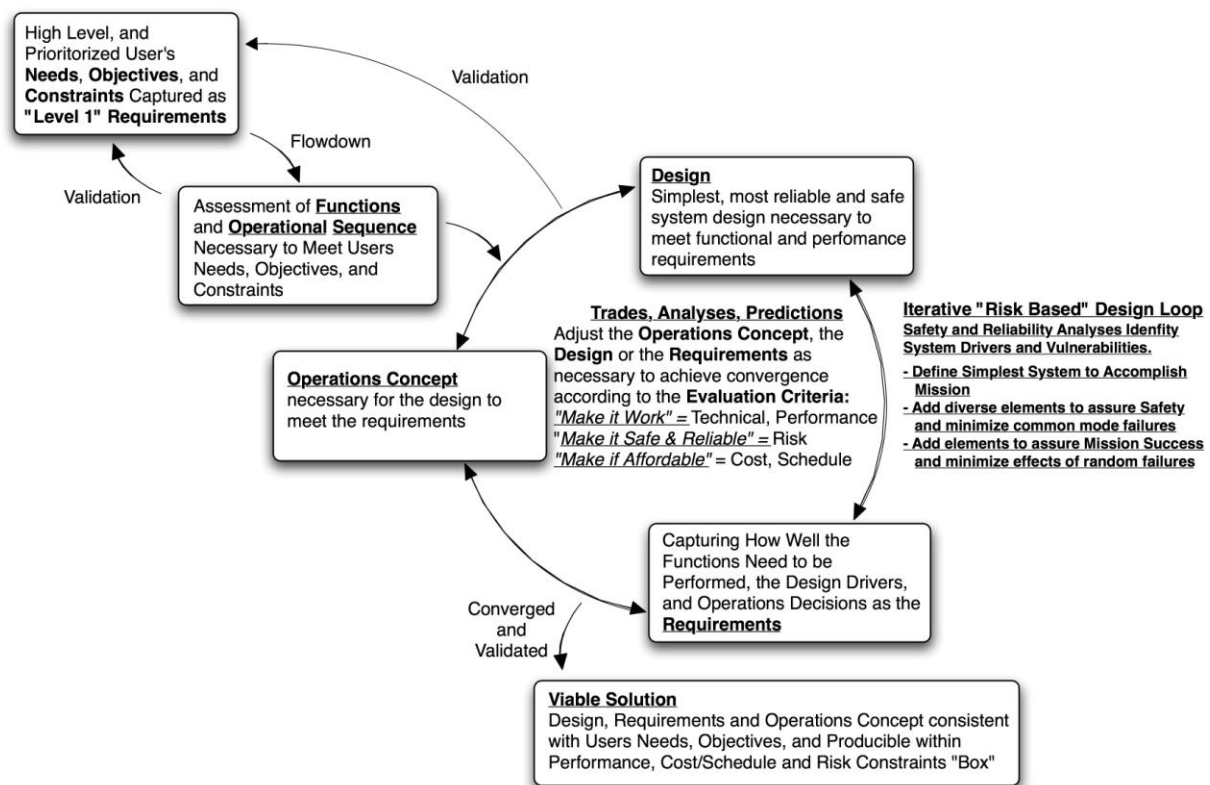 High Level, and
Prioritized User's
Needs, Objectives, and
Constraints Captured as
"Level 1" Requirements
Validation
Flowdown
Validation
Assessment of Functions
and Operational Sequence
Necessary to Meet Users
Needs, Objectives, and
Constraints
Design
Simplest, most reliable and safe
system design necessary to
meet functional and perfomance
requirements
Operations Concept
necessary for the design to
meet the requirements
Trades, Analyses, Predictions
Adjust the Operations Concept, the
Design or the Requirements as
necessary to achieve convergence
according to the Evaluation Criteria:
"Make it Work" = Technical, Performance
"Make it Safe & Reliable" = Risk
"Make if Affordable" = Cost, Schedule
Iterative "Risk Based" Design Loop
Safety and Reliability Analyses Idenfity
System Drivers and Vulnerabilities.
- Define Simplest System to Accomplish
Mission
- Add diverse elements to assure Safety
and minimize common mode failures
- Add elements to assure Mission Success
and minimize effects of random failures
Capturing How Well the
Functions Need to be
Performed, the Design Drivers,
and Operations Decisions as the
Requirements
Converged
and
Validated
Viable Solution
Design, Requirements and Operations Concept consistent
with Users Needs, Objectives, and Producible within
Performance, Cost/Schedule and Risk Constraints "Box"